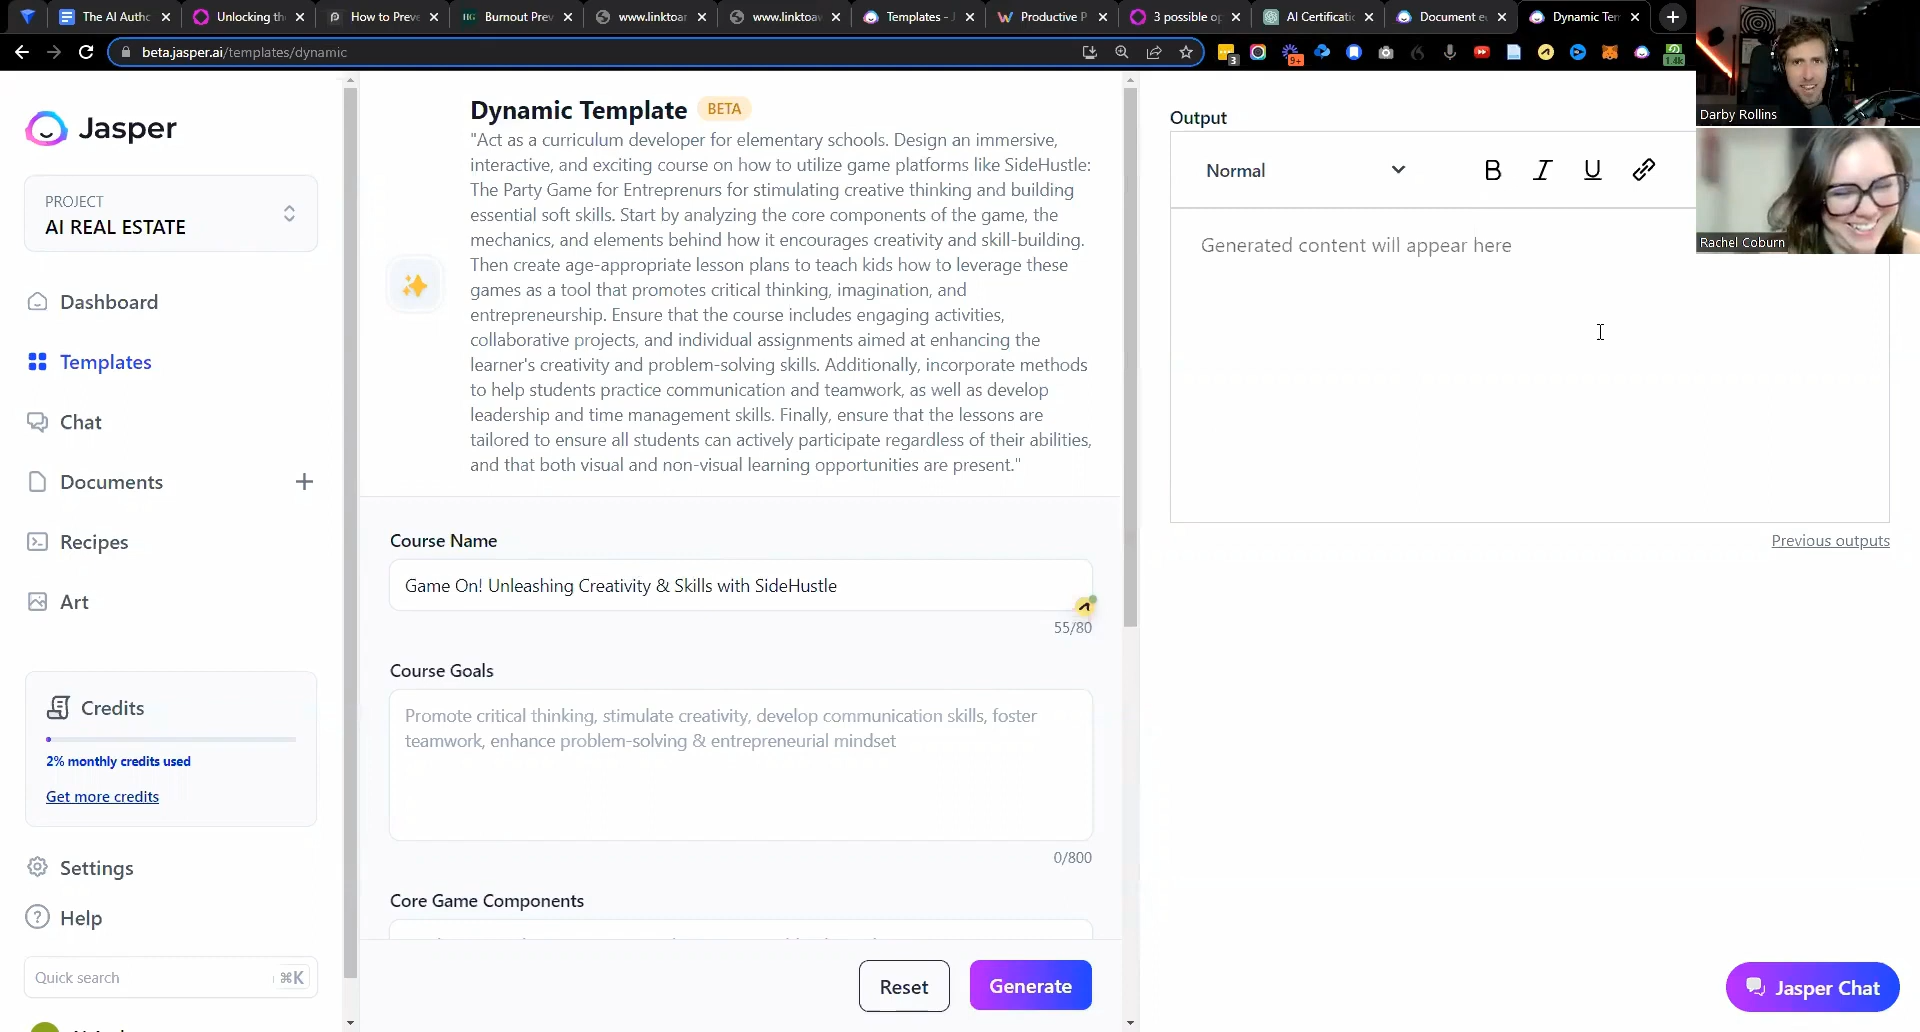 The AI Autho
Unlocking th
How to Preve
Burnout Prev
www.linktoar
www.linktoaw
Templates - J
Productive P
3 possible op
AI Certificatio
Document ed
Dynamic Tem
beta.jasper.ai/templates/dynamic
3
9+
1.4k
Darby Rollins
Rachel Coburn
Jasper
PROJECT
AI REAL ESTATE
Dashboard
Templates
Chat
Documents
Recipes
Art
Credits
2% monthly credits used
Get more credits
Settings
Help
Quick search
⌘K
Dynamic Template BETA
"Act as a curriculum developer for elementary schools. Design an immersive,
interactive, and exciting course on how to utilize game platforms like SideHustle:
The Party Game for Entreprenurs for stimulating creative thinking and building
essential soft skills. Start by analyzing the core components of the game, the
mechanics, and elements behind how it encourages creativity and skill-building.
Then create age-appropriate lesson plans to teach kids how to leverage these
games as a tool that promotes critical thinking, imagination, and
entrepreneurship. Ensure that the course includes engaging activities,
collaborative projects, and individual assignments aimed at enhancing the
learner's creativity and problem-solving skills. Additionally, incorporate methods
to help students practice communication and teamwork, as well as develop
leadership and time management skills. Finally, ensure that the lessons are
tailored to ensure all students can actively participate regardless of their abilities,
and that both visual and non-visual learning opportunities are present."
Course Name
Game On! Unleashing Creativity & Skills with SideHustle
55/80
Course Goals
Promote critical thinking, stimulate creativity, develop communication skills, foster
teamwork, enhance problem-solving & entrepreneurial mindset
0/800
Core Game Components
Reset
Generate
Output
Normal
B I U
Generated content will appear here
Previous outputs
Jasper Chat